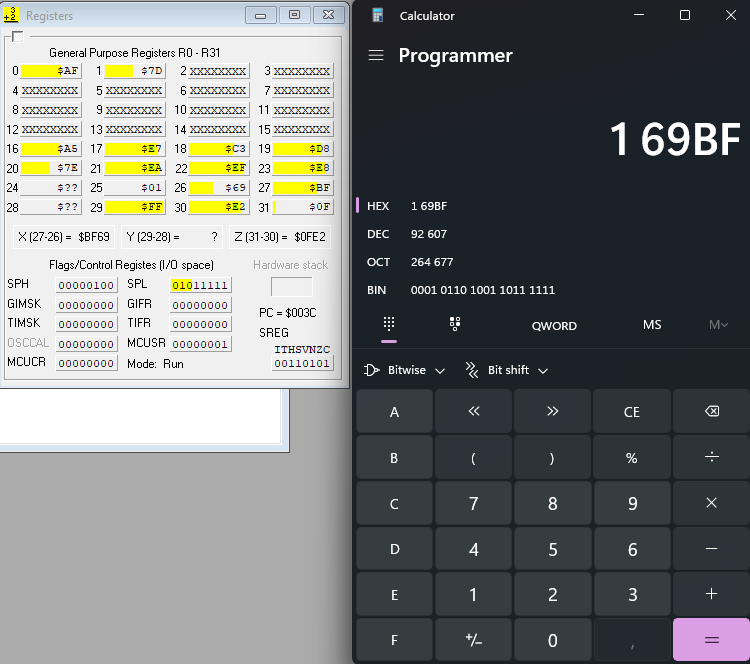 Registers
General Purpose Registers R0 - R31
0 $AF 1 $7D 2 XXXXXXXX 3 XXXXXXXX
4 XXXXXXXX 5 XXXXXXXX 6 XXXXXXXX 7 XXXXXXXX
8 XXXXXXXX 9 XXXXXXXX 10 XXXXXXXX 11 XXXXXXXX
12 XXXXXXXX 13 XXXXXXXX 14 XXXXXXXX 15 XXXXXXXX
16 $A5 17 $E7 18 $C3 19 $D8
20 $7E 21 $EA 22 $EF 23 $E8
24 $?? 25 $01 26 $69 27 $BF
28 $?? 29 $FF 30 $E2 31 $0F
X (27-26) = $BF69 Y (29-28) = ? Z (31-30) = $0FE2
Flags/Control Registes (I/O space) Hardware stack
SPH 00000100 SPL 01011111
GIMSK 00000000 GIFR 00000000 PC = $003C
TIMSK 00000000 TIFR 00000000 SREG
OSCCAL 00000000 MCUSR 00000001 ITHSVNZC
MCUCR 00000000 Mode: Run 00110101
Calculator
Programmer
1 69BF
HEX 1 69BF
DEC 92 607
OCT 264 677
BIN 0001 0110 1001 1011 1111
QWORD MS M
Bitwise Bit shift
A << >> CE
B ( ) % ÷
C 7 8 9 ×
D 4 5 6 −
E 1 2 3 +
F +/- 0 , =